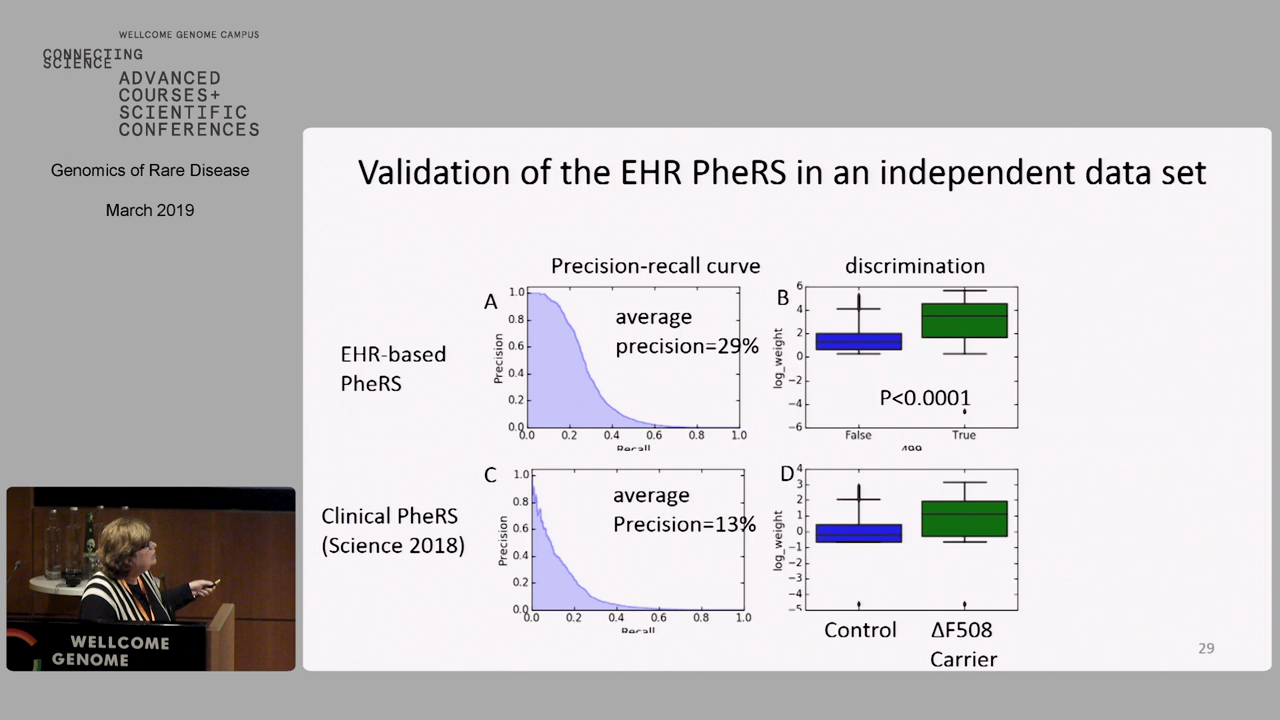 WELLCOME GENOME CAMPUS
CONNECTING
SCIENCE
ADVANCED
COURSES+
SCIENTIFIC
CONFERENCES
Genomics of Rare Disease
March 2019
Validation of the EHR PheRS in an independent data set
Precision-recall curve
discrimination
EHR-based
PheRS
A
average
precision=29%
Precision
1.0
0.8
0.6
0.4
0.2
0.0
0.0 0.2 0.4 0.6 0.8 1.0
Recall
B
log_weight
6
4
2
0
−2
−4
−6
P<0.0001
False True
499
Clinical PheRS
(Science 2018)
C
average
Precision=13%
Precision
1.0
0.8
0.6
0.4
0.2
0.0
0.0 0.2 0.4 0.6 0.8 1.0
Recall
D
log_weight
4
3
2
1
0
−1
−2
−3
−4
−5
Control
ΔF508
Carrier
29
WELLCOME
GENOME